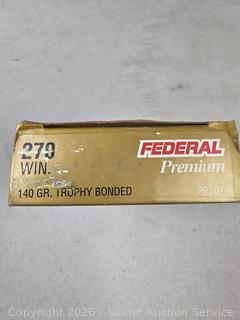 270
WIN.
140 GR. TROPHY BONDED
FEDERAL
Premium
Copyright 2026 - Sound Auction Service